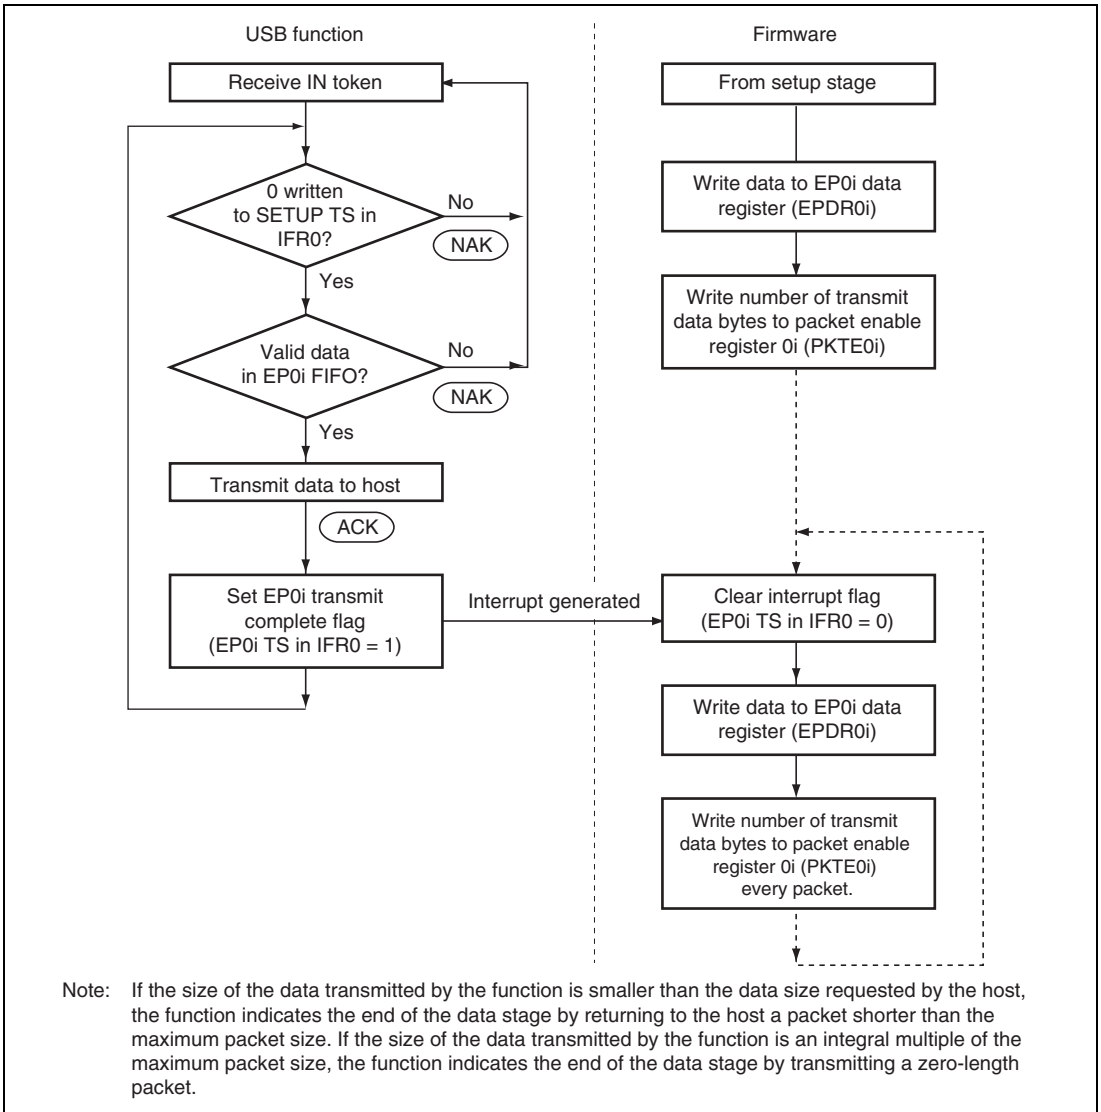 USB function
Receive IN token
0 written
to SETUP TS in
IFR0?
No
NAK
Yes
Valid data
in EP0i FIFO?
No
NAK
Yes
Transmit data to host
ACK
Set EP0i transmit
complete flag
(EP0i TS in IFR0 = 1)
Interrupt generated
Firmware
From setup stage
Write data to EP0i data
register (EPDR0i)
Write number of transmit
data bytes to packet enable
register 0i (PKTE0i)
Clear interrupt flag
(EP0i TS in IFR0 = 0)
Write data to EP0i data
register (EPDR0i)
Write number of transmit
data bytes to packet enable
register 0i (PKTE0i)
every packet.
Note: If the size of the data transmitted by the function is smaller than the data size requested by the host,
the function indicates the end of the data stage by returning to the host a packet shorter than the
maximum packet size. If the size of the data transmitted by the function is an integral multiple of the
maximum packet size, the function indicates the end of the data stage by transmitting a zero-length
packet.